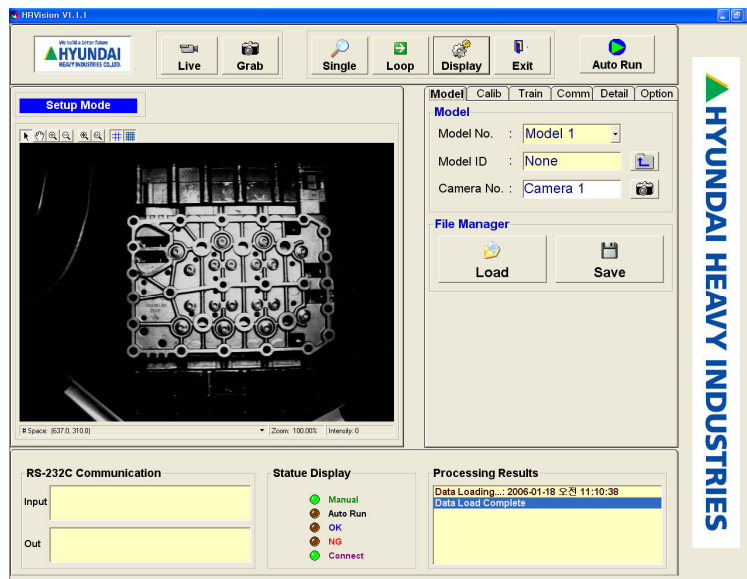 HRVision V1.1.1
We build a better future
HYUNDAI
HEAVY INDUSTRIES CO.,LTD.
Live
Grab
Single
Loop
Display
Exit
Auto Run
Setup Mode
# Space: (637.0, 310.0)
Zoom: 100.00%
Intensity: 0
Model
Calib
Train
Comm
Detail
Option
Model
Model No. : Model 1
Model ID : None
Camera No. : Camera 1
File Manager
Load
Save
HYUNDAI HEAVY INDUSTRIES
RS-232C Communication
Input
Out
Statue Display
Manual
Auto Run
OK
NG
Connect
Processing Results
Data Loading...: 2006-01-18 오전 11:10:38
Data Load Complete